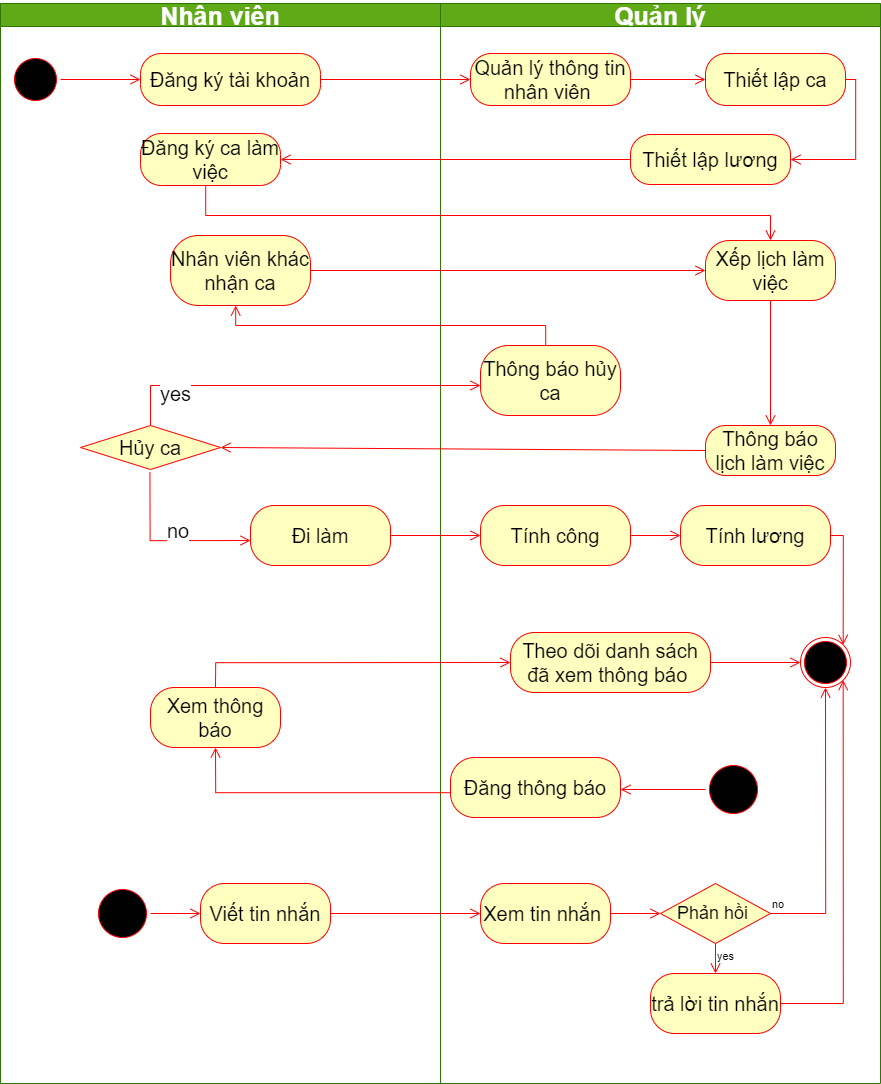 Nhân viên
Quản lý
Đăng ký tài khoản
Quản lý thông tin
nhân viên
Thiết lập ca
Đăng ký ca làm
việc
Thiết lập lương
Nhân viên khác
nhận ca
Xếp lịch làm
việc
Thông báo hủy
ca
yes
Hủy ca
Thông báo
lịch làm việc
no
Đi làm
Tính công
Tính lương
Theo dõi danh sách
đã xem thông báo
Xem thông
báo
Đăng thông báo
Viết tin nhắn
Xem tin nhắn
Phản hồi
no
yes
trả lời tin nhắn